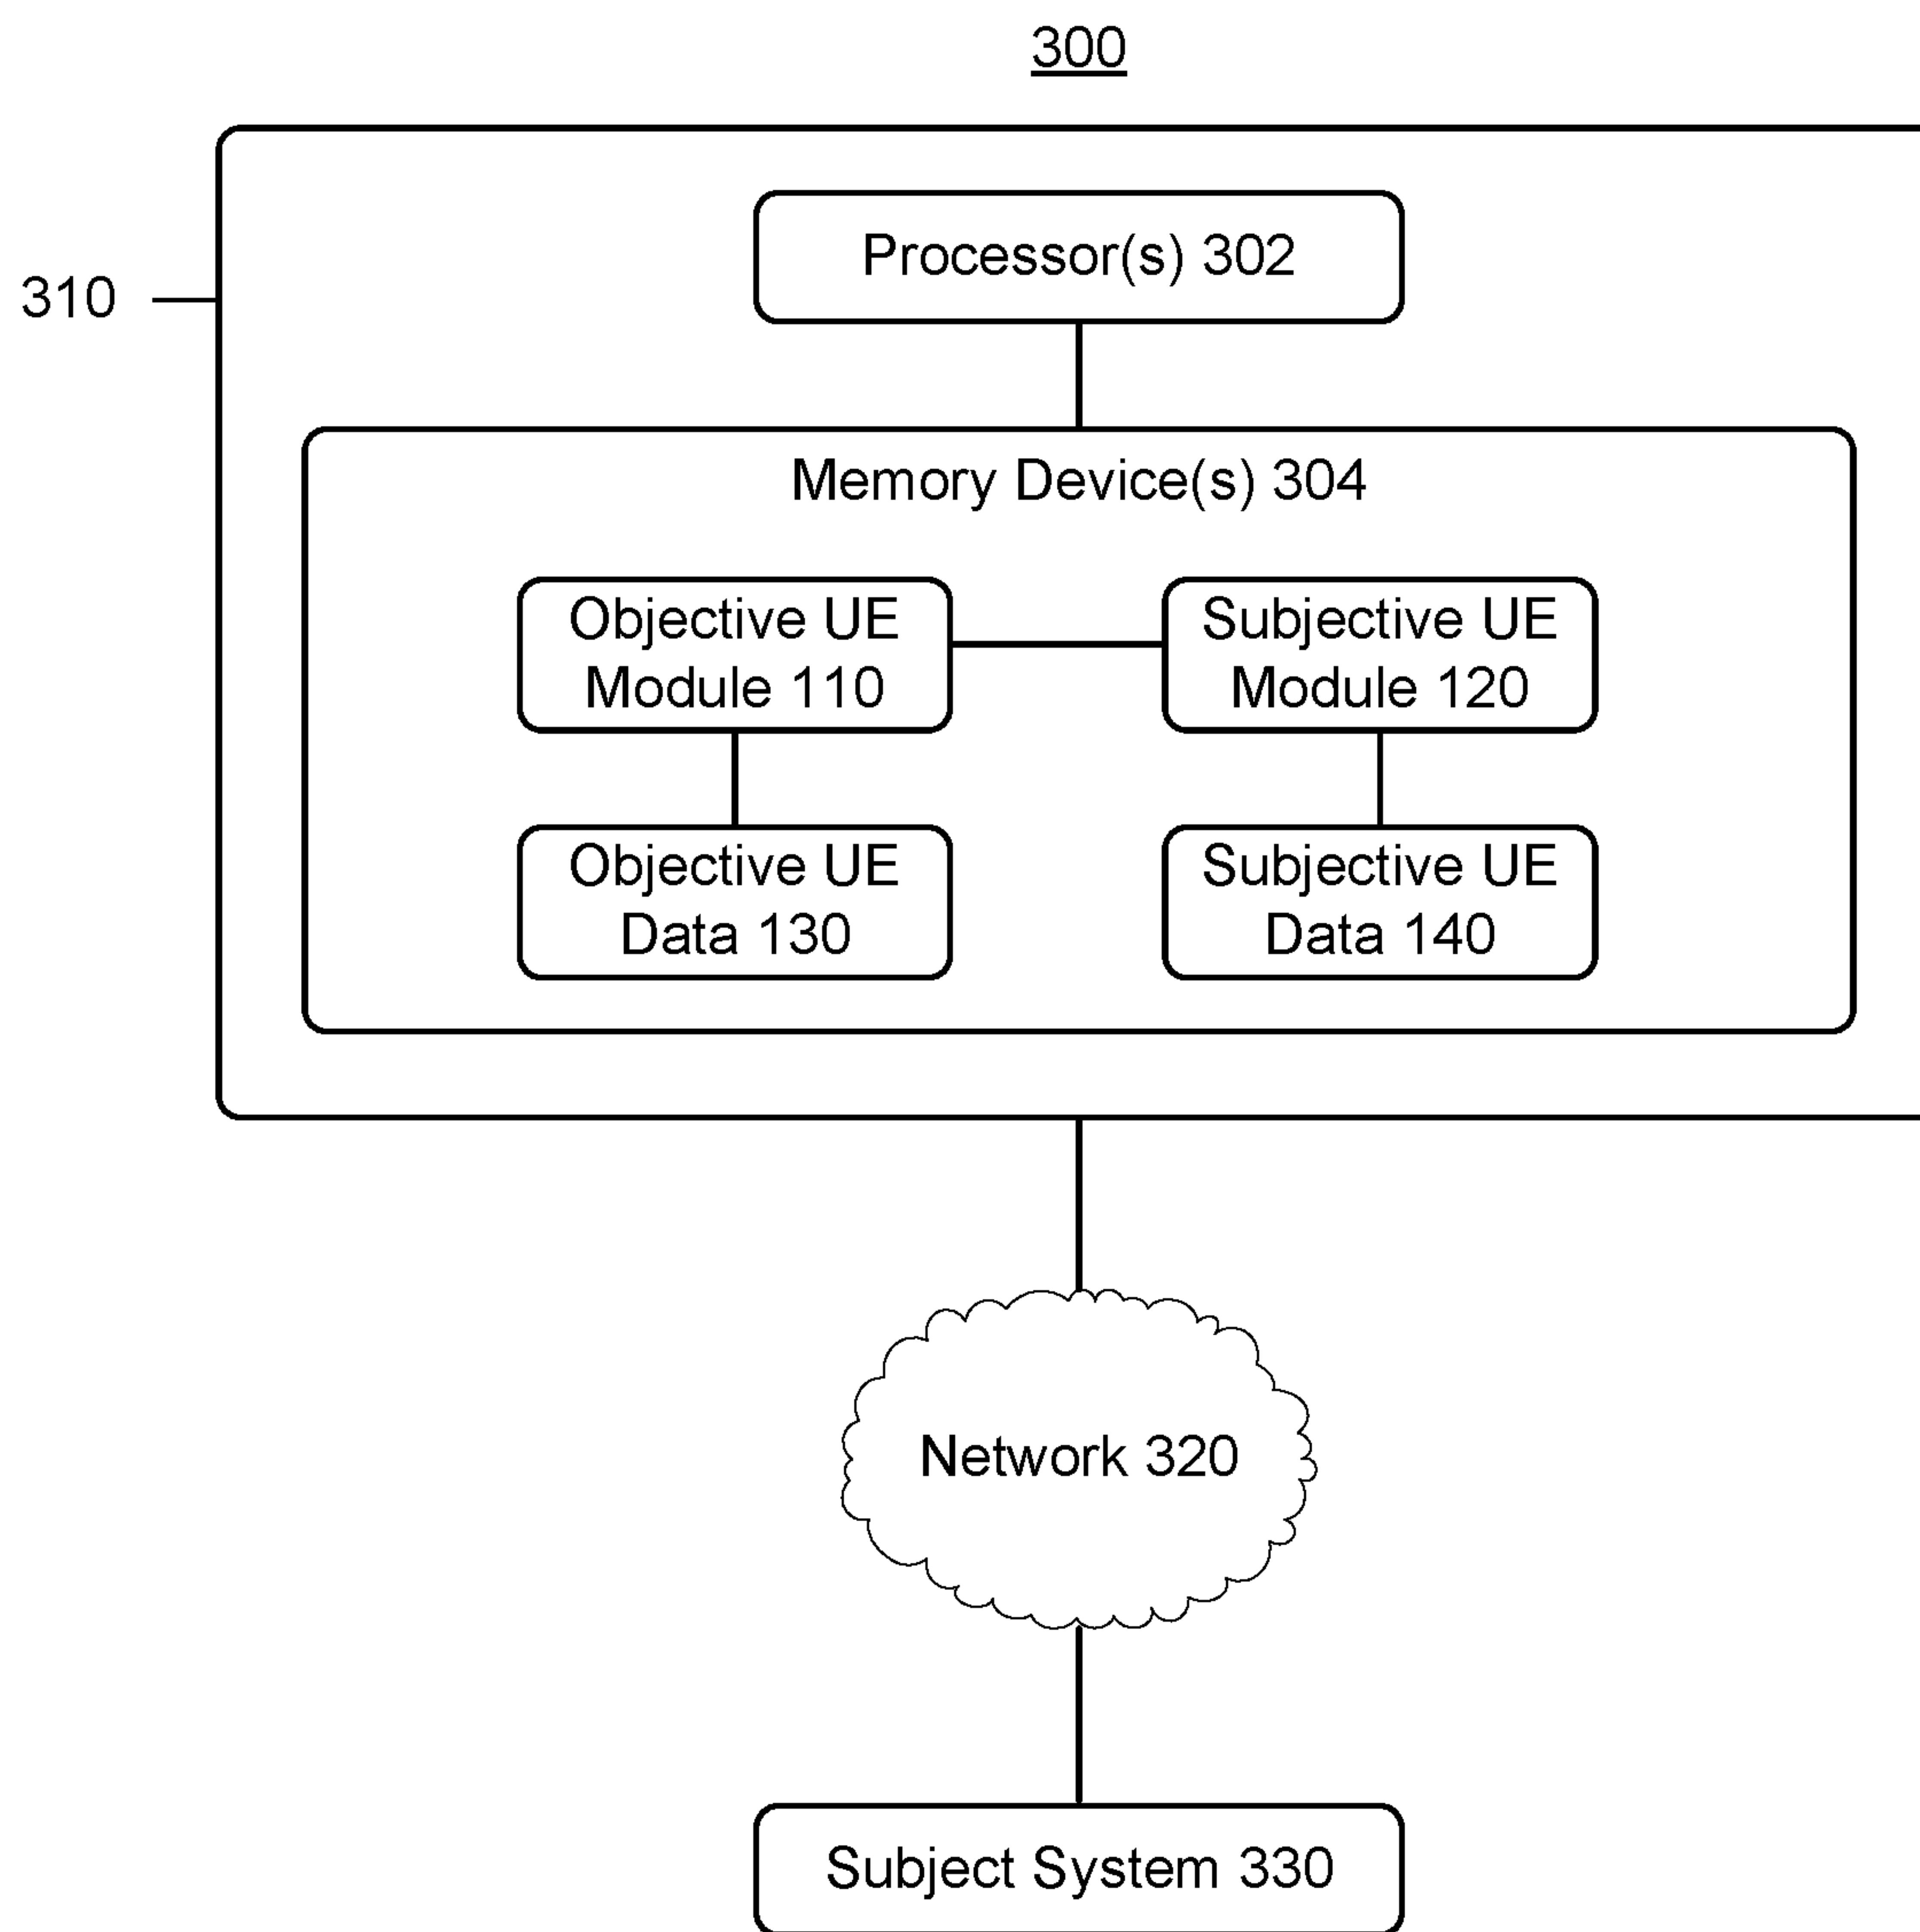 300
310
Processor(s) 302
Memory Device(s) 304
Objective UE
Module 110
Subjective UE
Module 120
Objective UE
Data 130
Subjective UE
Data 140
Network 320
Subject System 330